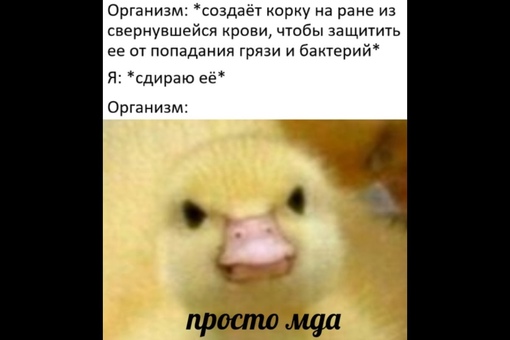 Организм: *создаёт корку на ране из
свернувшейся крови, чтобы защитить
ее от попадания грязи и бактерий*
Я: *сдираю её*
Организм:
просто мда